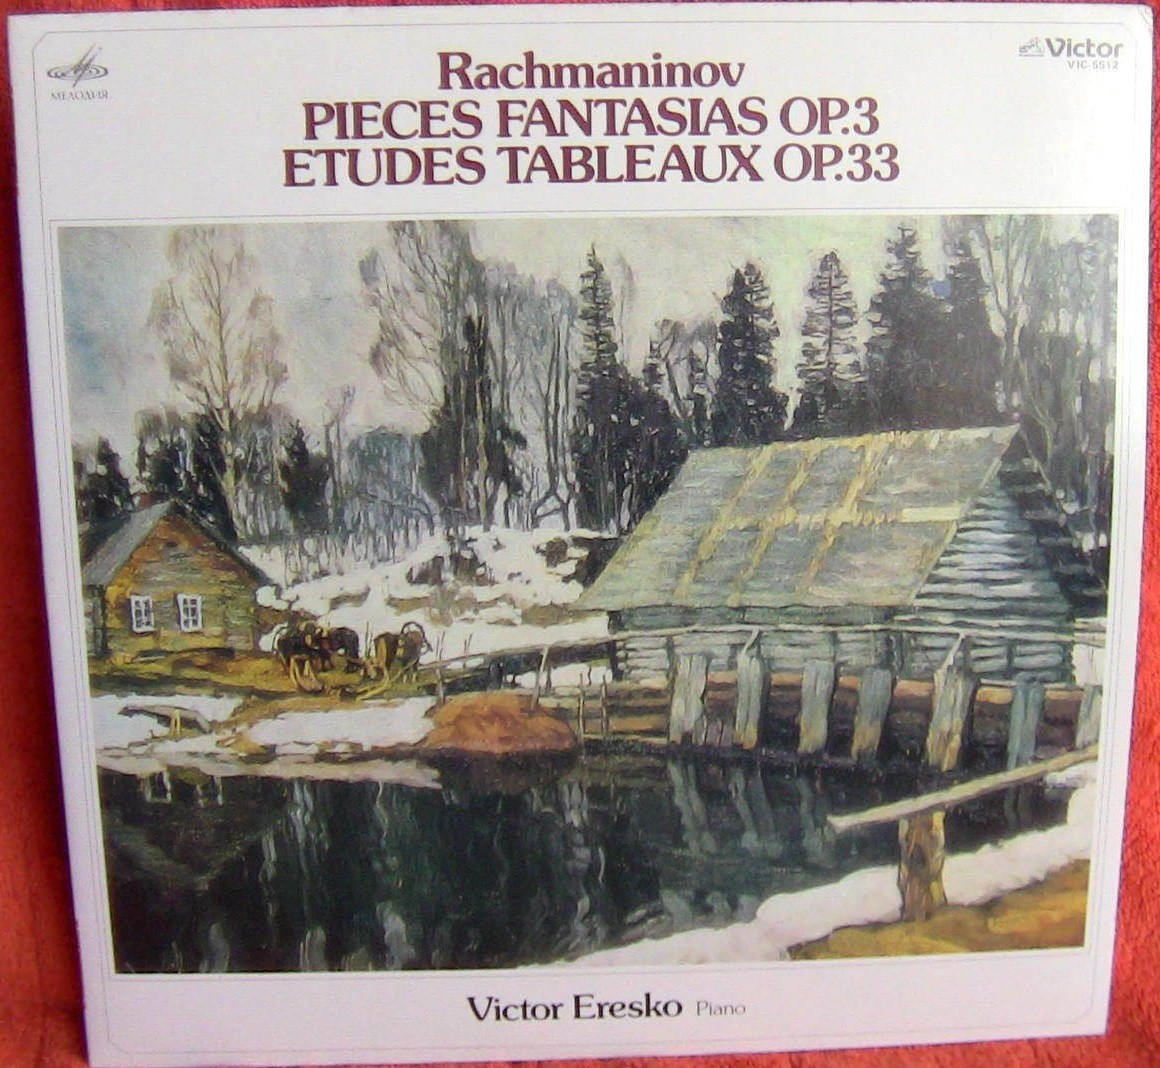 МЕЛОДИЯ
Victor
VIC-5512
Rachmaninov
PIECES FANTASIAS OP.3
ETUDES TABLEAUX OP.33
Victor Eresko Piano